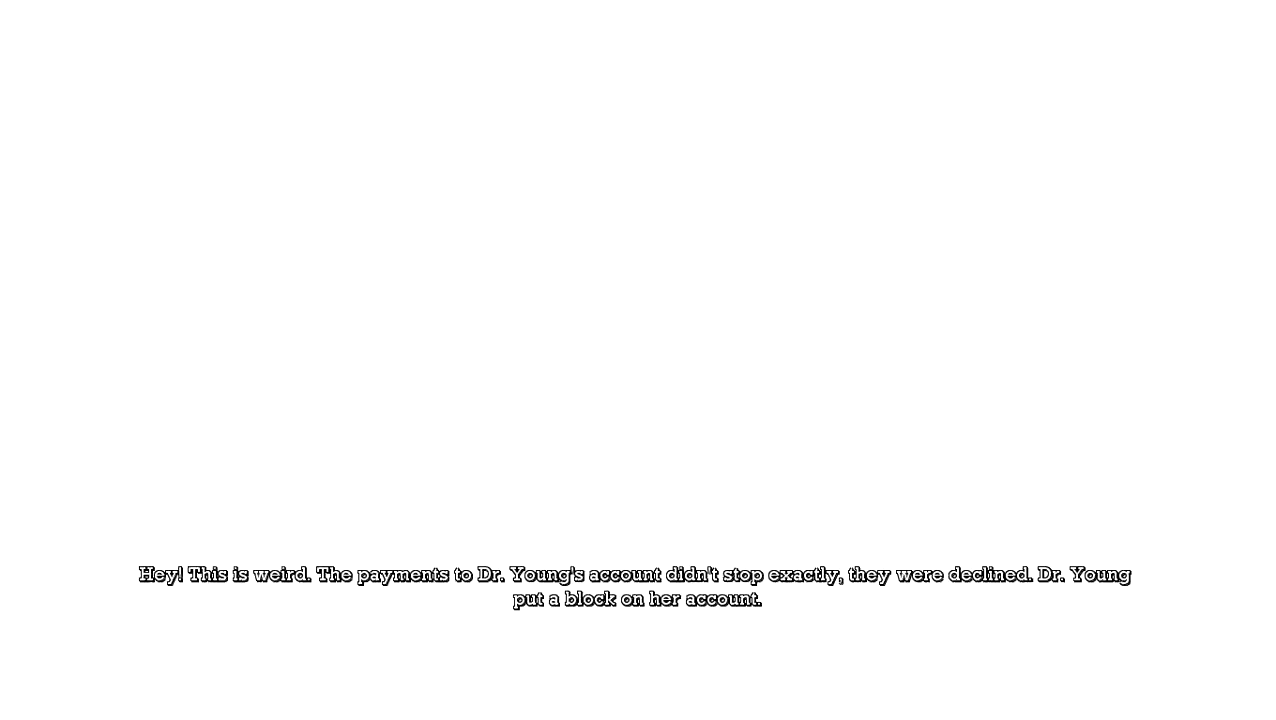 Hey! This is weird. The payments to Dr. Young's account didn't stop exactly, they were declined. Dr. Young
put a block on her account.